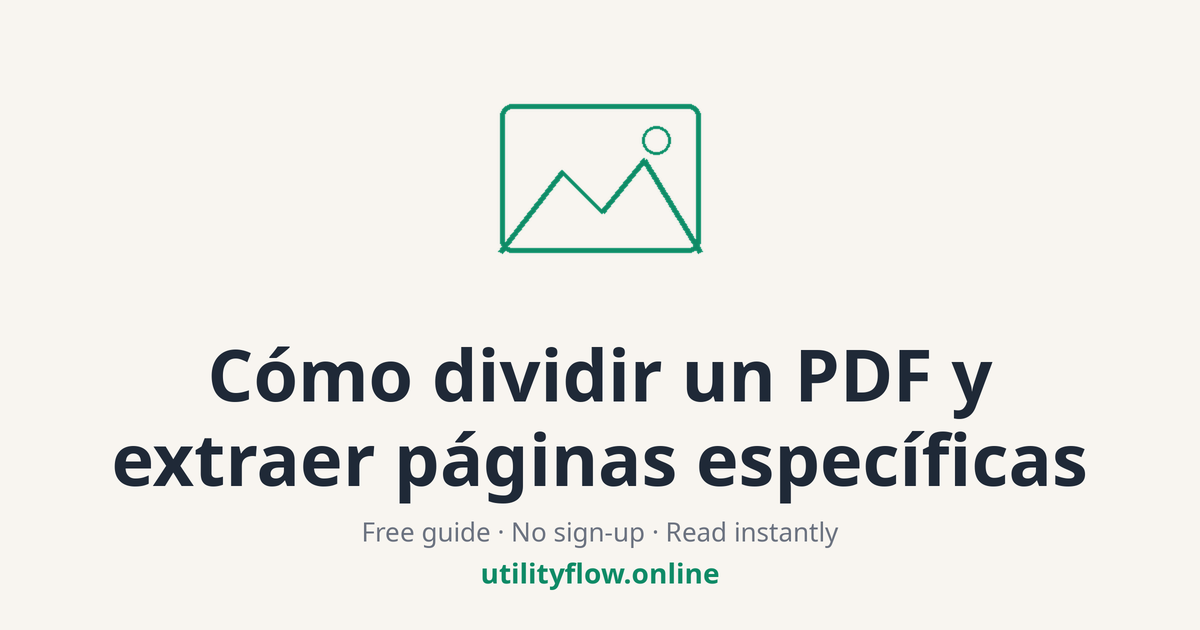 Cómo dividir un PDF y
extraer páginas específicas
Free guide · No sign-up · Read instantly
utilityflow.online